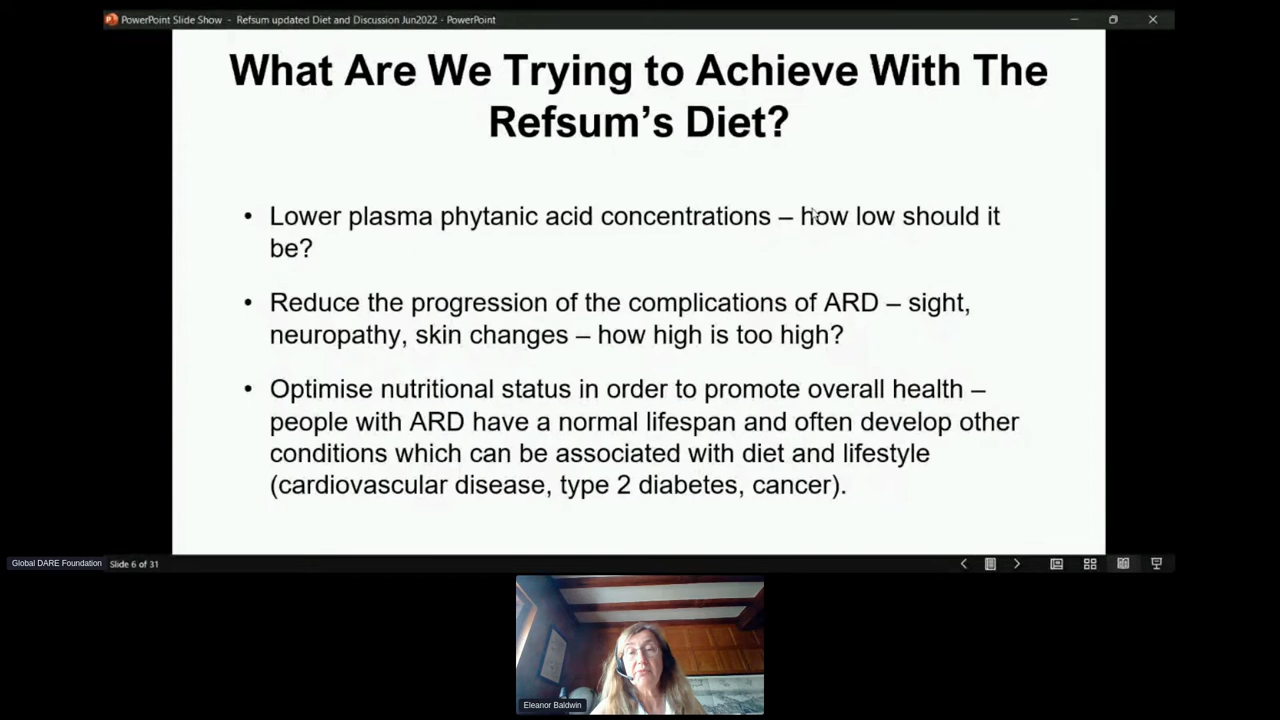 PowerPoint Slide Show - Refsum updated Diet and Discussion Jun2022 - PowerPoint
What Are We Trying to Achieve With The
Refsum's Diet?
• Lower plasma phytanic acid concentrations – how low should it
be?
• Reduce the progression of the complications of ARD – sight,
neuropathy, skin changes – how high is too high?
• Optimise nutritional status in order to promote overall health –
people with ARD have a normal lifespan and often develop other
conditions which can be associated with diet and lifestyle
(cardiovascular disease, type 2 diabetes, cancer).
Global DARE Foundation
Slide 6 of 31
Eleanor Baldwin